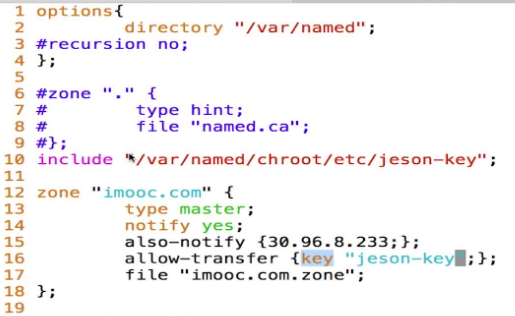 1 options{
2 directory "/var/named";
3 #recursion no;
4 };
5
6 #zone "." {
7 # type hint;
8 # file "named.ca";
9 #};
10 include "/var/named/chroot/etc/jeson-key";
11
12 zone "imooc.com" {
13 type master;
14 notify yes;
15 also-notify {30.96.8.233;};
16 allow-transfer {key "jeson-key";};
17 file "imooc.com.zone";
18 };
19